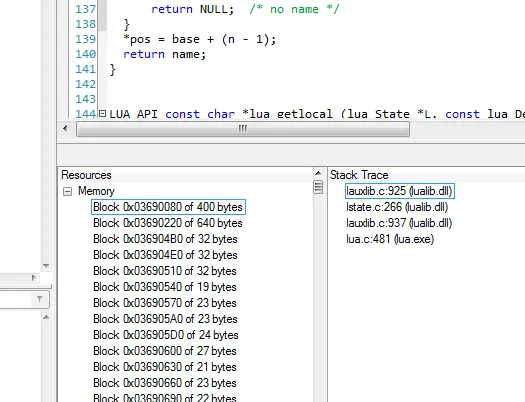 137 return NULL; /* no name */
138 }
139 *pos = base + (n - 1);
140 return name;
141 }
142
143
144 LUA_API const char *lua_getlocal (lua_State *L, const lua_De
Resources
Memory
Block 0x03690080 of 400 bytes
Block 0x03690220 of 640 bytes
Block 0x036904B0 of 32 bytes
Block 0x036904E0 of 32 bytes
Block 0x03690510 of 32 bytes
Block 0x03690540 of 19 bytes
Block 0x03690570 of 23 bytes
Block 0x036905A0 of 23 bytes
Block 0x036905D0 of 24 bytes
Block 0x03690600 of 27 bytes
Block 0x03690630 of 21 bytes
Block 0x03690660 of 23 bytes
Block 0x03690690 of 22 bytes
Stack Trace
lauxlib.c:925 (lualib.dll)
lstate.c:266 (lualib.dll)
lauxlib.c:937 (lualib.dll)
lua.c:481 (lua.exe)